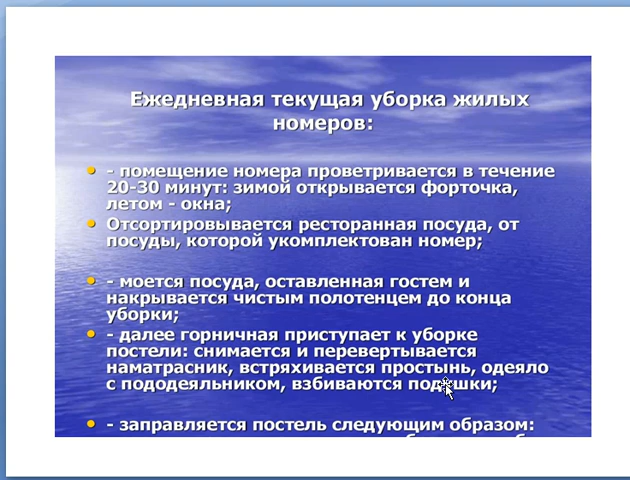 Ежедневная текущая уборка жилых
номеров:
- помещение номера проветривается в течение
20-30 минут: зимой открывается форточка,
летом - окна;
Отсортировывается ресторанная посуда, от
посуды, которой укомплектован номер;
- моется посуда, оставленная гостем и
накрывается чистым полотенцем до конца
уборки;
- далее горничная приступает к уборке
постели: снимается и перевертывается
наматрасник, встряхивается простынь, одеяло
с пододеяльником, взбиваются подушки;
- заправляется постель следующим образом: